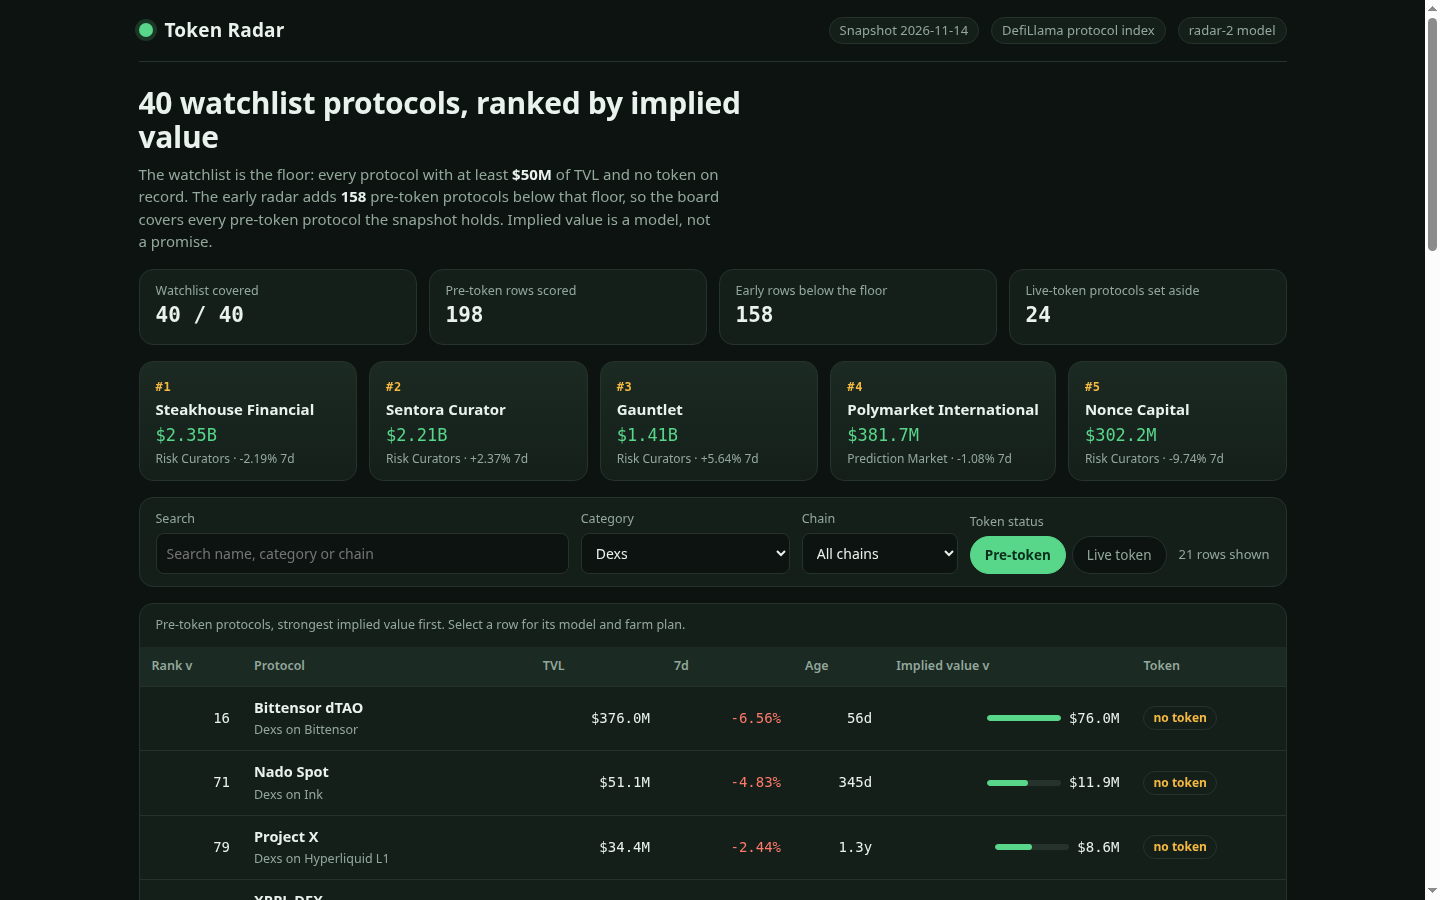 Token Radar
Snapshot 2026-11-14
DefiLlama protocol index
radar-2 model
40 watchlist protocols, ranked by implied
value
The watchlist is the floor: every protocol with at least $50M of TVL and no token on
record. The early radar adds 158 pre-token protocols below that floor, so the board
covers every pre-token protocol the snapshot holds. Implied value is a model, not
a promise.
Watchlist covered
40 / 40
Pre-token rows scored
198
Early rows below the floor
158
Live-token protocols set aside
24
#1
Steakhouse Financial
$2.35B
Risk Curators · -2.19% 7d
#2
Sentora Curator
$2.21B
Risk Curators · +2.37% 7d
#3
Gauntlet
$1.41B
Risk Curators · +5.64% 7d
#4
Polymarket International
$381.7M
Prediction Market · -1.08% 7d
#5
Nonce Capital
$302.2M
Risk Curators · -9.74% 7d
Search
Search name, category or chain
Category
Dexs
Chain
All chains
Token status
Pre-token
Live token
21 rows shown
Pre-token protocols, strongest implied value first. Select a row for its model and farm plan.
Rank v Protocol TVL 7d Age Implied value v Token
16 Bittensor dTAO $376.0M -6.56% 56d $76.0M no token
Dexs on Bittensor
71 Nado Spot $51.1M -4.83% 345d $11.9M no token
Dexs on Ink
79 Project X $34.4M -2.44% 1.3y $8.6M no token
Dexs on Hyperliquid L1